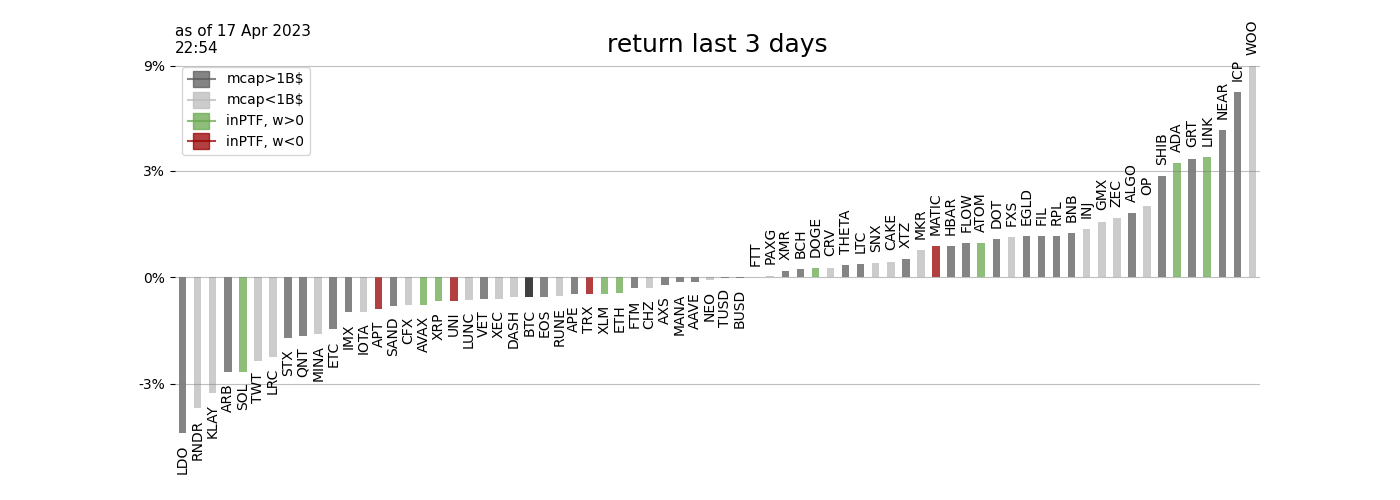 as of 17 Apr 2023
22:54
return last 3 days
9%
3%
0%
-3%
mcap>1B$
mcap<1B$
inPTF, w>0
inPTF, w<0
LDO
RNDR
KLAY
ARB
SOL
TWT
LRC
STX
QNT
MINA
ETC
IMX
IOTA
APT
SAND
CFX
AVAX
XRP
UNI
LUNC
VET
XEC
DASH
BTC
EOS
RUNE
APE
TRX
XLM
ETH
FTM
CHZ
AXS
MANA
AAVE
NEO
TUSD
BUSD
FTT
PAXG
XMR
BCH
DOGE
CRV
THETA
LTC
SNX
CAKE
XTZ
MKR
MATIC
HBAR
FLOW
ATOM
DOT
FXS
EGLD
FIL
RPL
BNB
INJ
GMX
ZEC
ALGO
OP
SHIB
ADA
GRT
LINK
NEAR
ICP
WOO